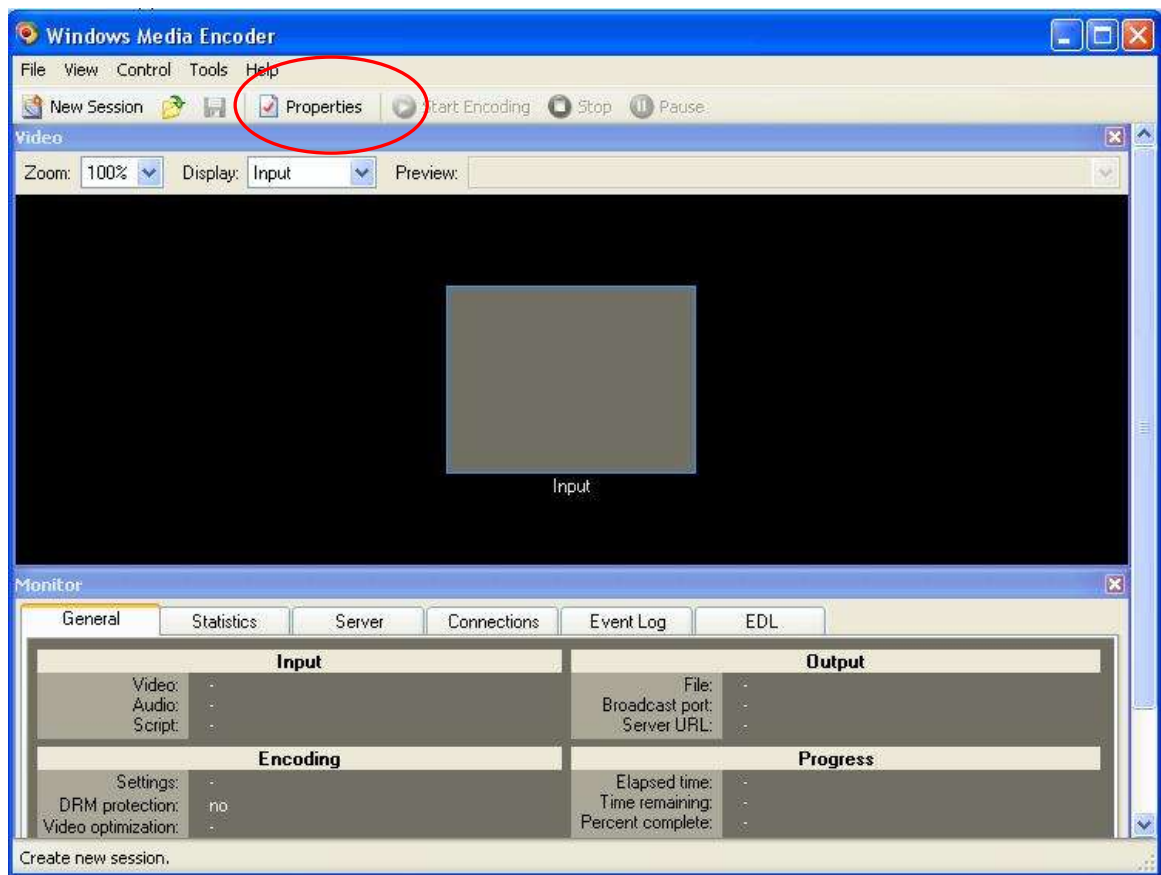 Windows Media Encoder
File View Control Tools Help
New Session Properties Start Encoding Stop Pause
Video
Zoom: 100% Display: Input Preview:
Input
Monitor
General Statistics Server Connections Event Log EDL
Input Output
Video: - File: -
Audio: - Broadcast port: -
Script: - Server URL: -
Encoding Progress
Settings: - Elapsed time: -
DRM protection: no Time remaining: -
Video optimization: - Percent complete: -
Create new session.